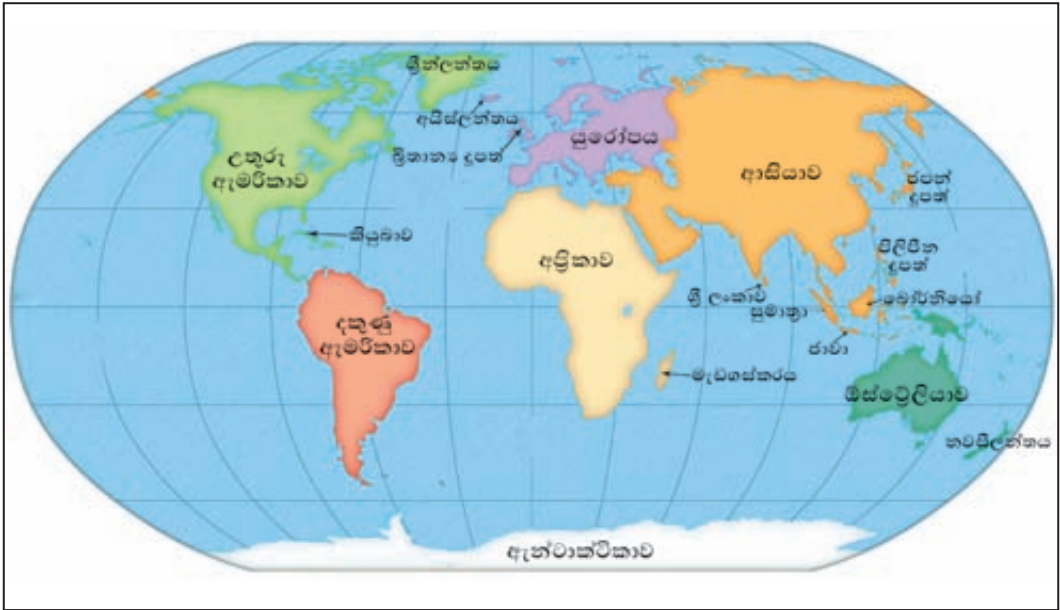 ග්‍රීන්ලන්තය
අයිස්ලන්තය
බ්‍රිතාන්‍ය දූපත්
යුරෝපය
උතුරු
ඇමරිකාව
ආසියාව
ජපන්
දූපත්
කියුබාව
අප්‍රිකාව
පිලිපීන
දූපත්
ශ්‍රී ලංකාව
බෝර්නියෝ
සුමාත්‍රා
දකුණු
ඇමරිකාව
ජාවා
මැඩගස්කරය
ඕස්ට්‍රේලියාව
නවසීලන්තය
ඇන්ටාක්ටිකාව